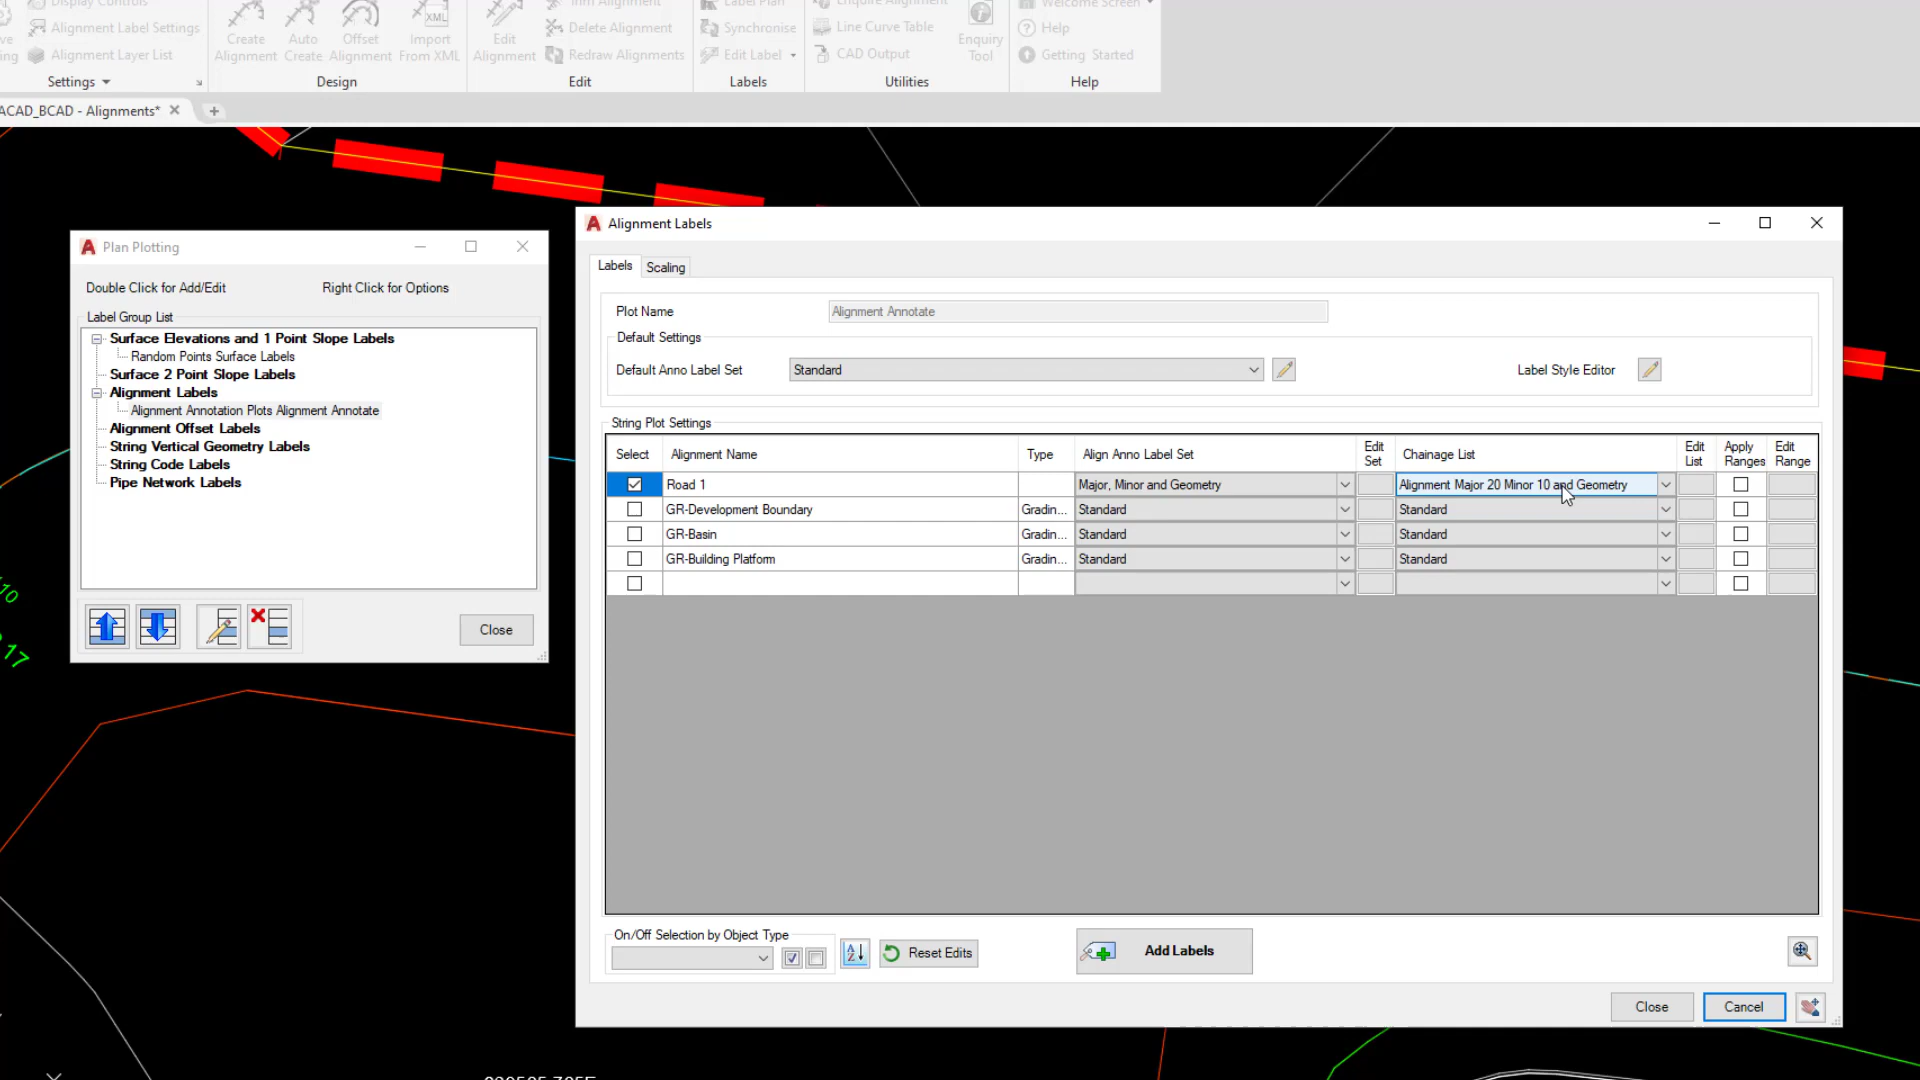 Display Controls
Trim Alignment
Label Plan
Enquire Alignment
Welcome Screen
Alignment Label Settings
Delete Alignment
Synchronise
Line Curve Table
Help
Create Alignment
Auto Create
Offset Alignment
Import From XML
Edit Alignment
Enquiry Tool
XML
Alignment Layer List
Redraw Alignments
Edit Label
CAD Output
Getting Started
Settings
Design
Edit
Labels
Utilities
Help
ACAD_BCAD - Alignments*
Plan Plotting
Double Click for Add/Edit
Right Click for Options
Label Group List
Surface Elevations and 1 Point Slope Labels
Random Points Surface Labels
Surface 2 Point Slope Labels
Alignment Labels
Alignment Annotation Plots Alignment Annotate
Alignment Offset Labels
String Vertical Geometry Labels
String Code Labels
Pipe Network Labels
Close
Alignment Labels
Labels
Scaling
Plot Name
Alignment Annotate
Default Settings
Default Anno Label Set
Standard
Label Style Editor
String Plot Settings
Select
Alignment Name
Type
Align Anno Label Set
Edit Set
Chainage List
Edit List
Apply Ranges
Edit Range
Road 1
Major, Minor and Geometry
Alignment Major 20 Minor 10 and Geometry
GR-Development Boundary
Gradin...
Standard
Standard
GR-Basin
Gradin...
Standard
Standard
GR-Building Platform
Gradin...
Standard
Standard
On/Off Selection by Object Type
Reset Edits
Add Labels
Close
Cancel
10
17